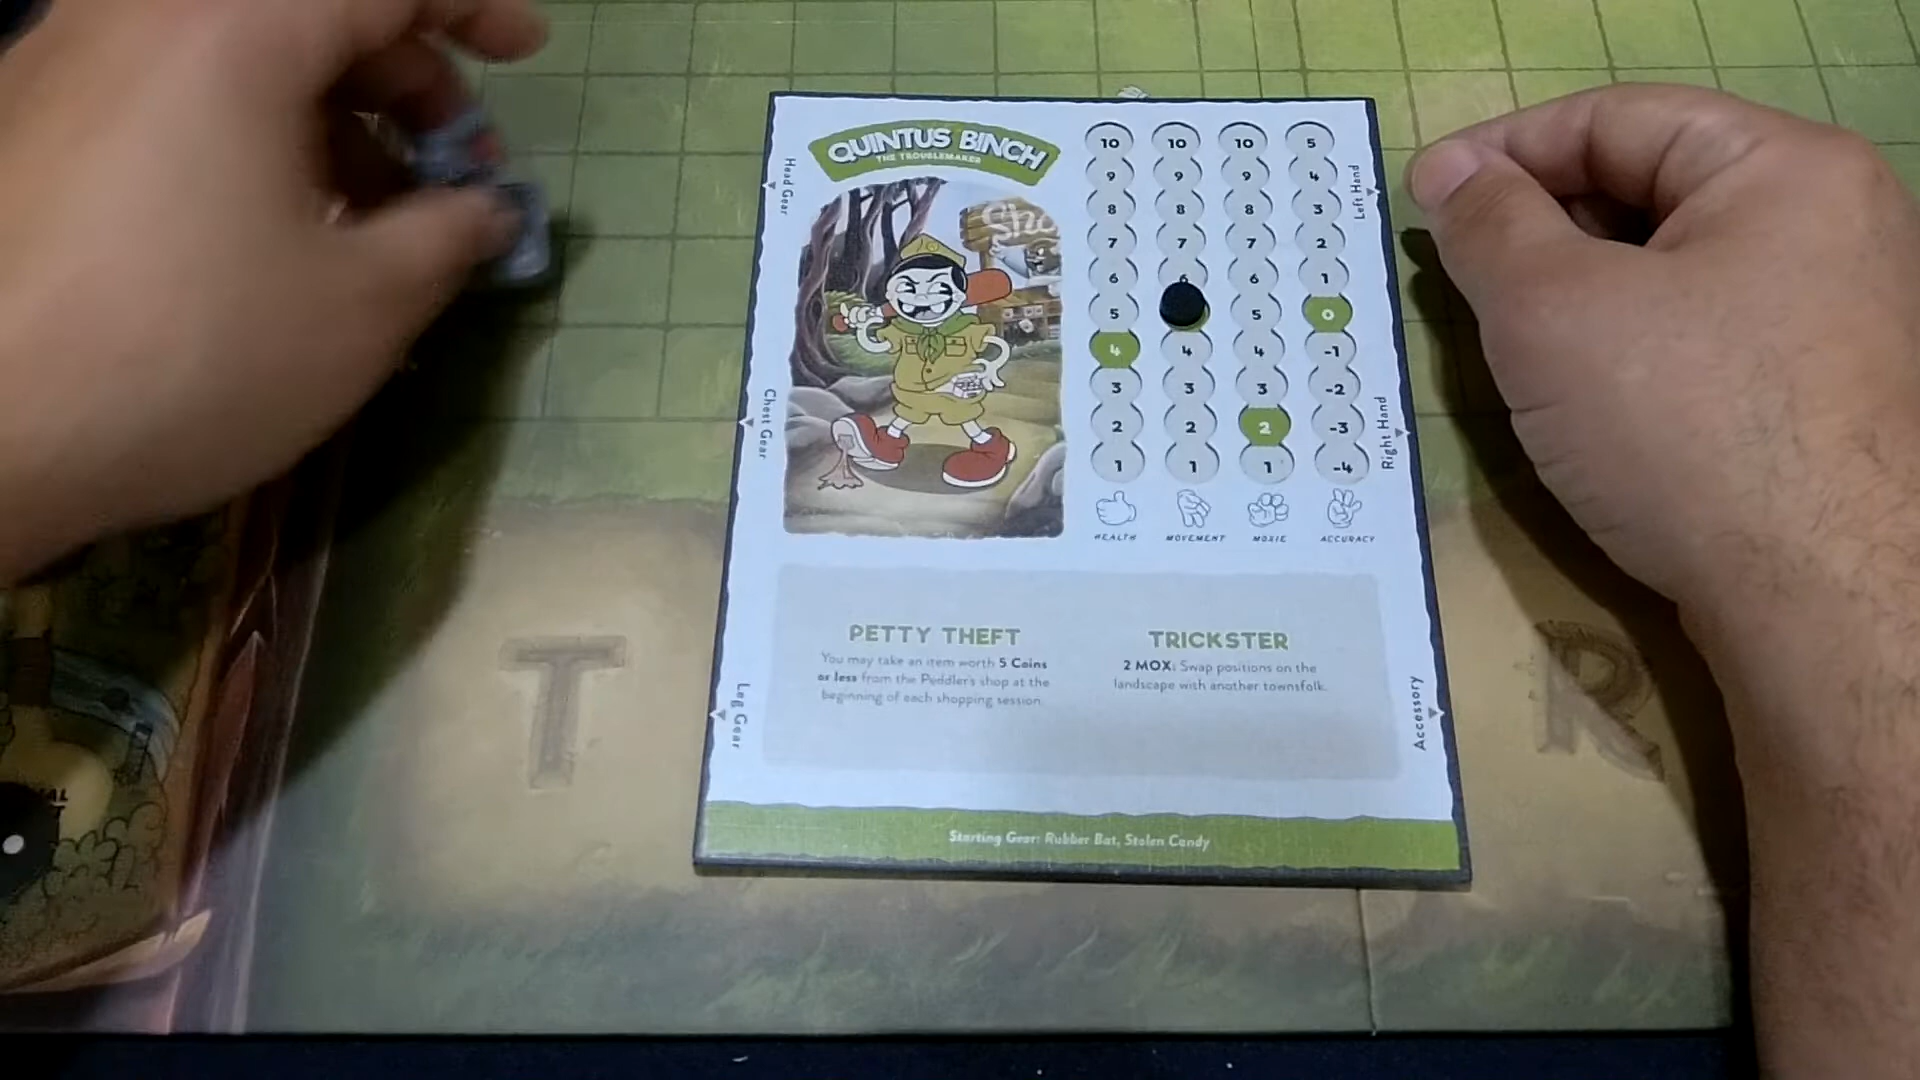 QUINTUS BINCH
THE TROUBLEMAKER
Sho
Head Gear
Chest Gear
Leg Gear
Left Hand
Right Hand
Accessory
10 10 10 5
9 9 9 4
8 8 8 3
7 7 7 2
6 6 6 1
5 5 0
4 4 4 -1
3 3 3 -2
2 2 2 -3
1 1 1 -4
HEALTH MOVEMENT MOXIE ACCURACY
PETTY THEFT
You may take an item worth 5 Coins
or less from the Peddler's shop at the
beginning of each shopping session.
TRICKSTER
2 MOX: Swap positions on the
landscape with another townsfolk.
Starting Gear: Rubber Bat, Stolen Candy
T
R